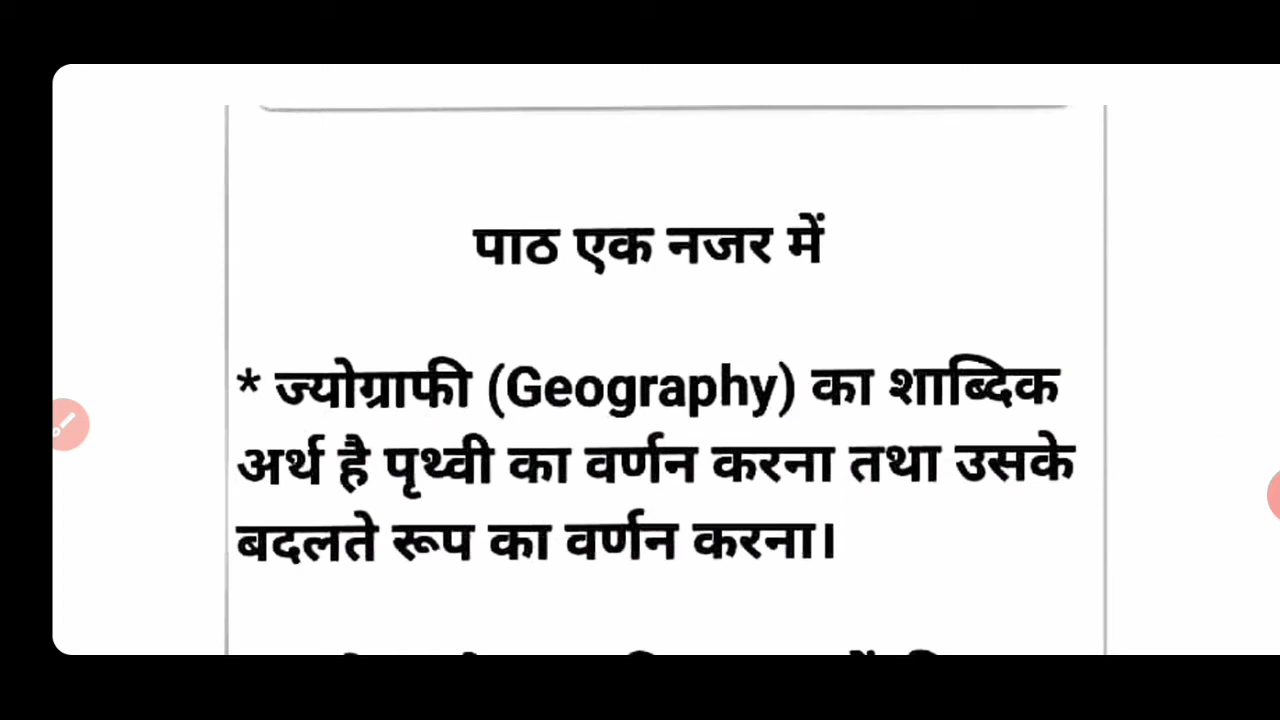 पाठ एक नजर में
* ज्योग्राफी (Geography) का शाब्दिक
अर्थ है पृथ्वी का वर्णन करना तथा उसके
बदलते रूप का वर्णन करना।